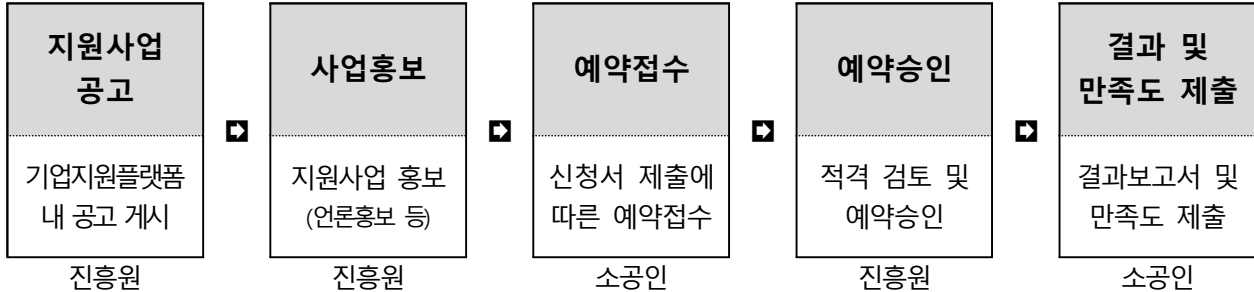 지원사업
공고
기업지원플랫폼
내 공고 게시
진흥원
사업홍보
지원사업 홍보
(언론홍보 등)
진흥원
예약접수
신청서 제출에
따른 예약접수
소공인
예약승인
적격 검토 및
예약승인
진흥원
결과 및
만족도 제출
결과보고서 및
만족도 제출
소공인